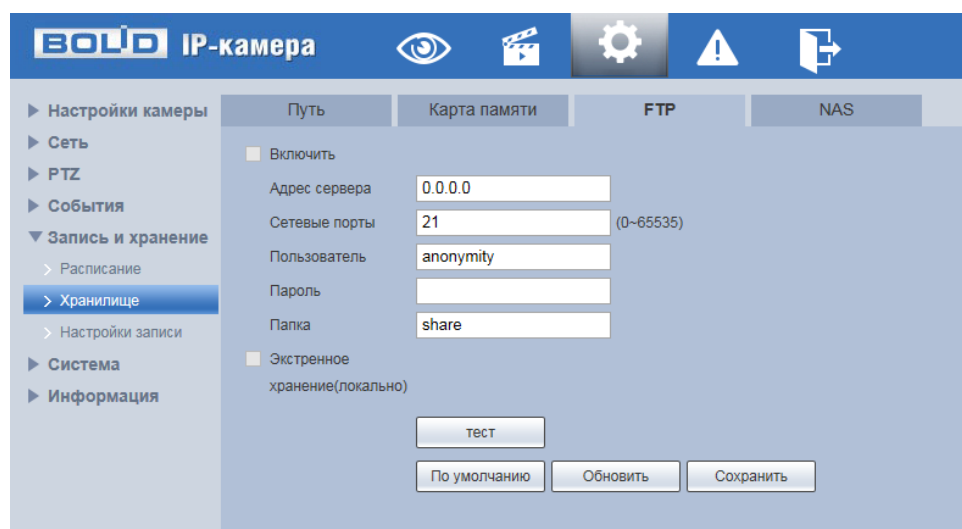 BOLID IP-камера
Настройки камеры
Сеть
PTZ
События
Запись и хранение
Расписание
Хранилище
Настройки записи
Система
Информация
Путь
Карта памяти
FTP
NAS
Включить
Адрес сервера 0.0.0.0
Сетевые порты 21 (0~65535)
Пользователь anonymity
Пароль
Папка share
Экстренное
хранение(локально)
тест
По умолчанию Обновить Сохранить